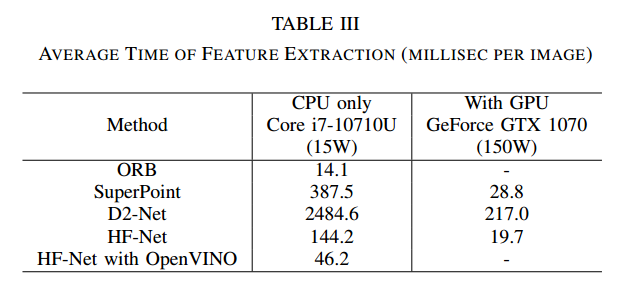 TABLE III
AVERAGE TIME OF FEATURE EXTRACTION (MILLISEC PER IMAGE)
Method CPU only With GPU
Core i7-10710U GeForce GTX 1070
(15W) (150W)
ORB 14.1 -
SuperPoint 387.5 28.8
D2-Net 2484.6 217.0
HF-Net 144.2 19.7
HF-Net with OpenVINO 46.2 -